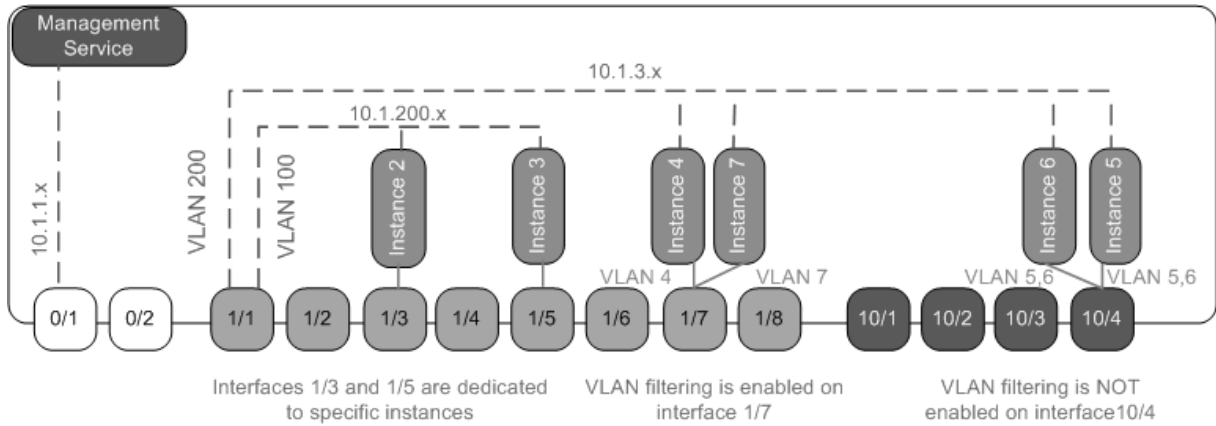 Management
Service
10.1.3.x
10.1.200.x
10.1.1.x
VLAN 200
VLAN 100
Instance 2
Instance 3
Instance 4
Instance 7
Instance 6
Instance 5
VLAN 4
VLAN 7
VLAN 5,6
VLAN 5,6
0/1
0/2
1/1
1/2
1/3
1/4
1/5
1/6
1/7
1/8
10/1
10/2
10/3
10/4
Interfaces 1/3 and 1/5 are dedicated
to specific instances
VLAN filtering is enabled on
interface 1/7
VLAN filtering is NOT
enabled on interface10/4